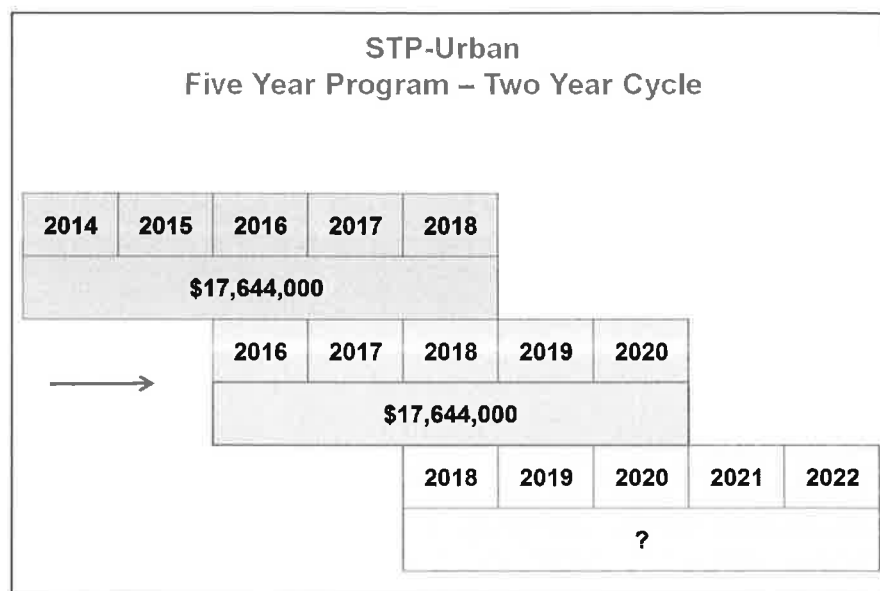 STP-Urban
Five Year Program – Two Year Cycle
2014 2015 2016 2017 2018
$17,644,000
2016 2017 2018 2019 2020
$17,644,000
2018 2019 2020 2021 2022
?